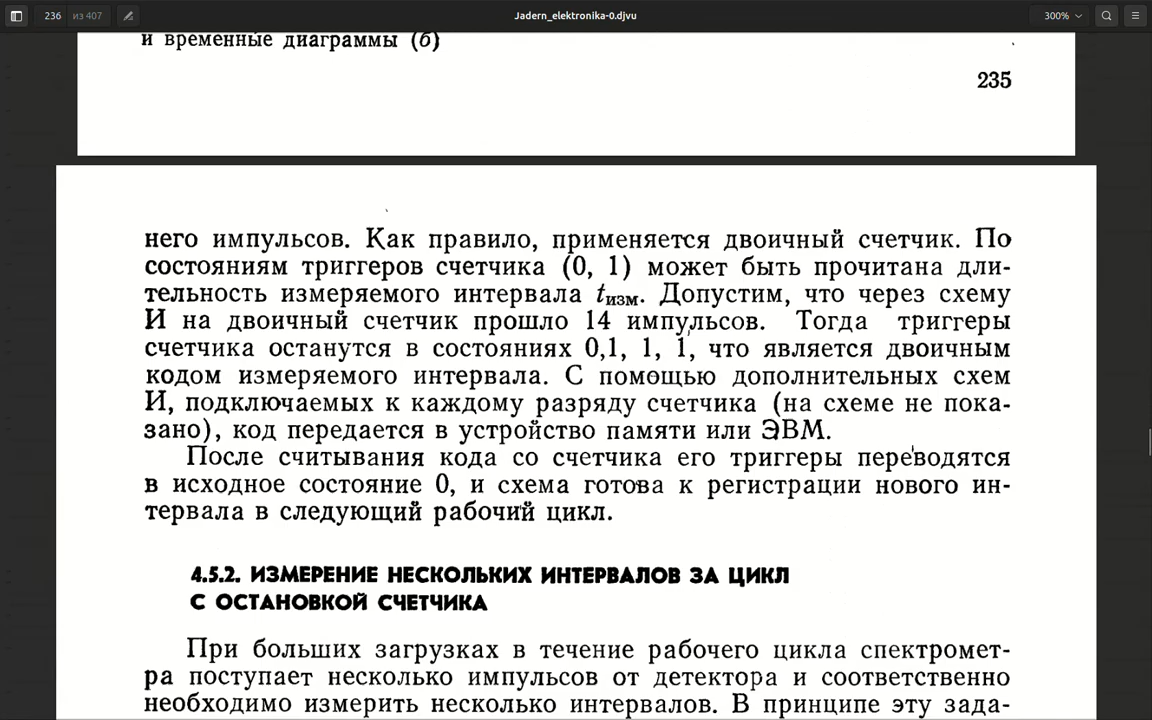 236 из 407
Jadern_elektronika-0.djvu
300%
и временные диаграммы (б)
235
него импульсов. Как правило, применяется двоичный счетчик. По
состояниям триггеров счетчика (0, 1) может быть прочитана дли-
тельность измеряемого интервала tизм. Допустим, что через схему
И на двоичный счетчик прошло 14 импульсов. Тогда триггеры
счетчика останутся в состояниях 0,1, 1, 1, что является двоичным
кодом измеряемого интервала. С помощью дополнительных схем
И, подключаемых к каждому разряду счетчика (на схеме не пока-
зано), код передается в устройство памяти или ЭВМ.
После считывания кода со счетчика его триггеры переводятся
в исходное состояние 0, и схема готова к регистрации нового ин-
тервала в следующий рабочий цикл.
4.5.2. ИЗМЕРЕНИЕ НЕСКОЛЬКИХ ИНТЕРВАЛОВ ЗА ЦИКЛ
С ОСТАНОВКОЙ СЧЕТЧИКА
При больших загрузках в течение рабочего цикла спектромет-
ра поступает несколько импульсов от детектора и соответственно
необходимо измерить несколько интервалов. В принципе эту зада-